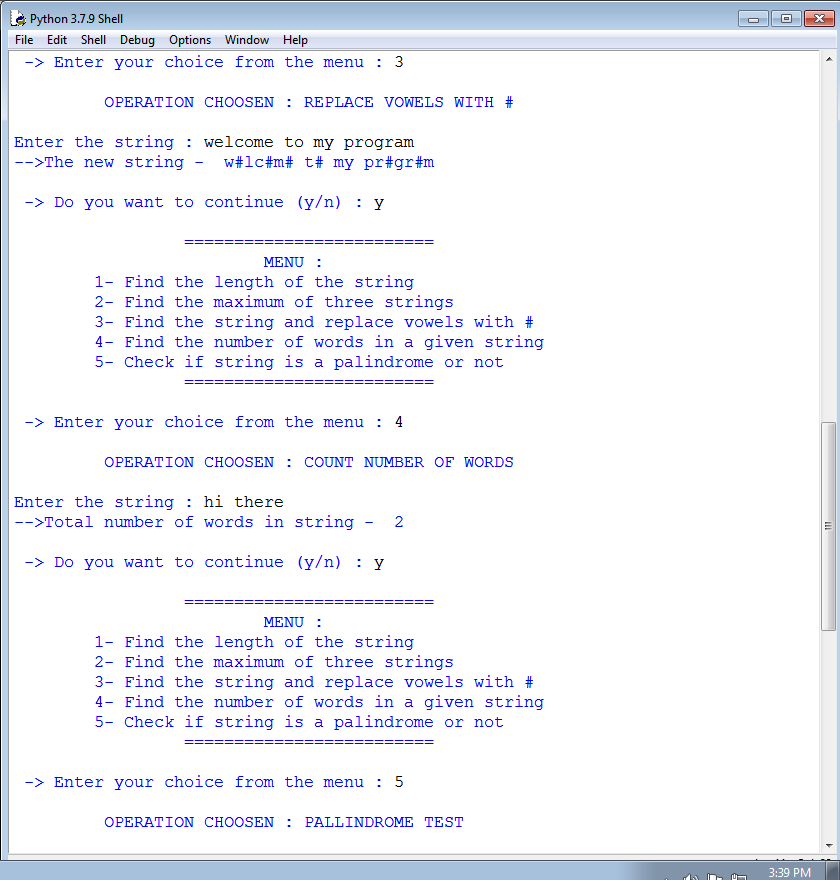 Python 3.7.9 Shell
File Edit Shell Debug Options Window Help
-> Enter your choice from the menu : 3
OPERATION CHOOSEN : REPLACE VOWELS WITH #
Enter the string : welcome to my program
-->The new string -  w#lc#m# t# my pr#gr#m
-> Do you want to continue (y/n) : y
=========================
MENU :
1- Find the length of the string
2- Find the maximum of three strings
3- Find the string and replace vowels with #
4- Find the number of words in a given string
5- Check if string is a palindrome or not
=========================
-> Enter your choice from the menu : 4
OPERATION CHOOSEN : COUNT NUMBER OF WORDS
Enter the string : hi there
-->Total number of words in string -  2
-> Do you want to continue (y/n) : y
=========================
MENU :
1- Find the length of the string
2- Find the maximum of three strings
3- Find the string and replace vowels with #
4- Find the number of words in a given string
5- Check if string is a palindrome or not
=========================
-> Enter your choice from the menu : 5
OPERATION CHOOSEN : PALLINDROME TEST
3:39 PM